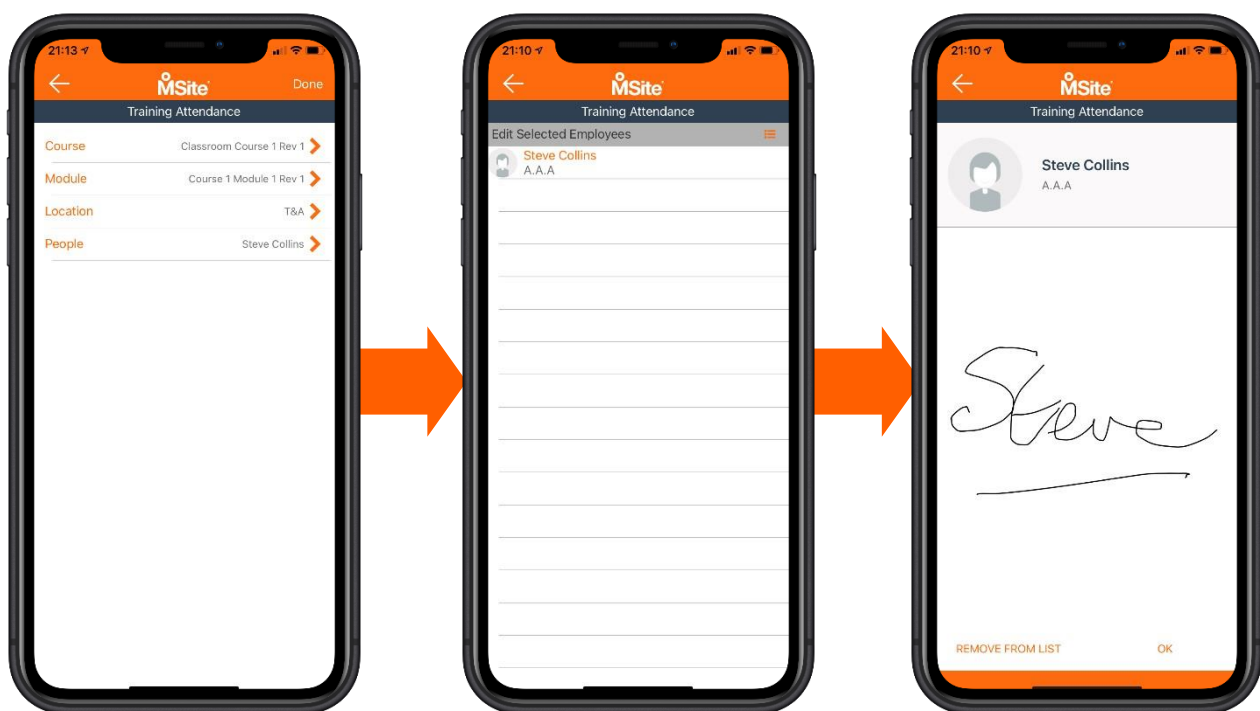 21:13
MSite
Done
Training Attendance
Course Classroom Course 1 Rev 1
Module Course 1 Module 1 Rev 1
Location T&A
People Steve Collins
21:10
MSite
Training Attendance
Edit Selected Employees
Steve Collins
A.A.A
21:10
MSite
Training Attendance
Steve Collins
A.A.A
Steve
REMOVE FROM LIST OK